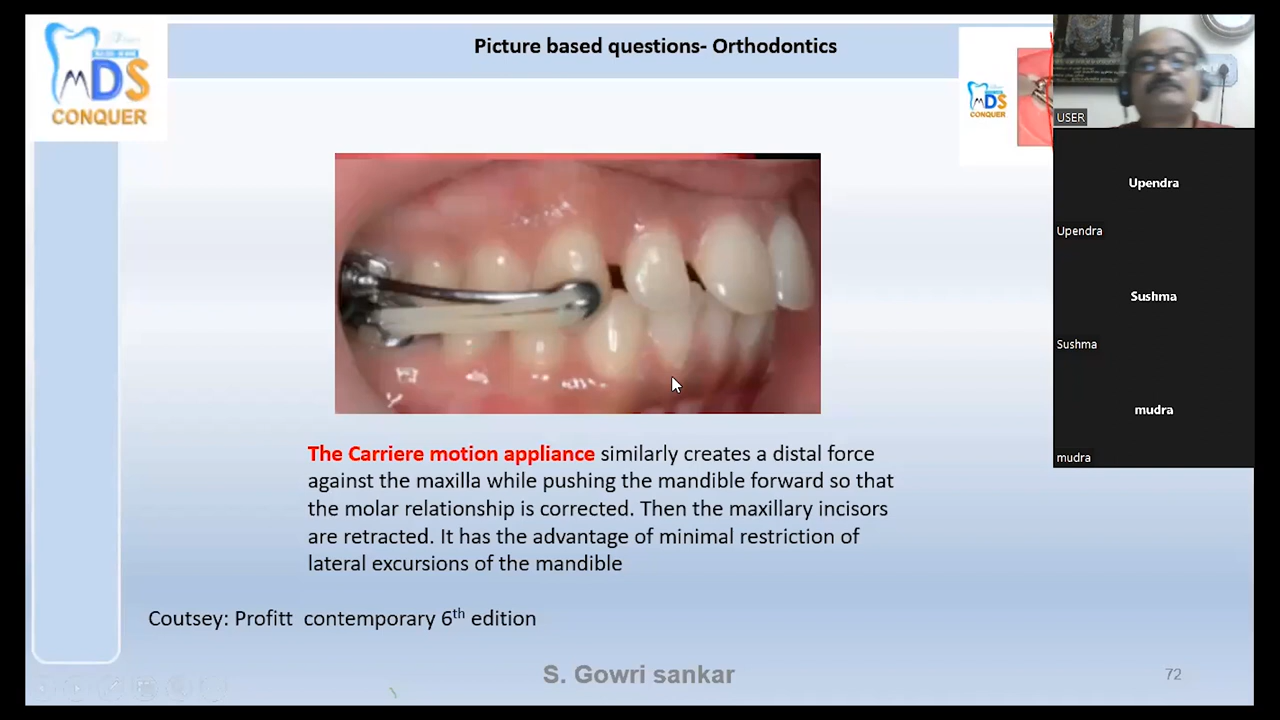 Picture based questions- Orthodontics
MDS
CONQUER
MDS
CONQUER
USER
Upendra
Upendra
Sushma
Sushma
mudra
mudra
The Carriere motion appliance similarly creates a distal force
against the maxilla while pushing the mandible forward so that
the molar relationship is corrected. Then the maxillary incisors
are retracted. It has the advantage of minimal restriction of
lateral excursions of the mandible
Coutsey: Profitt contemporary 6th edition
S. Gowri sankar
72